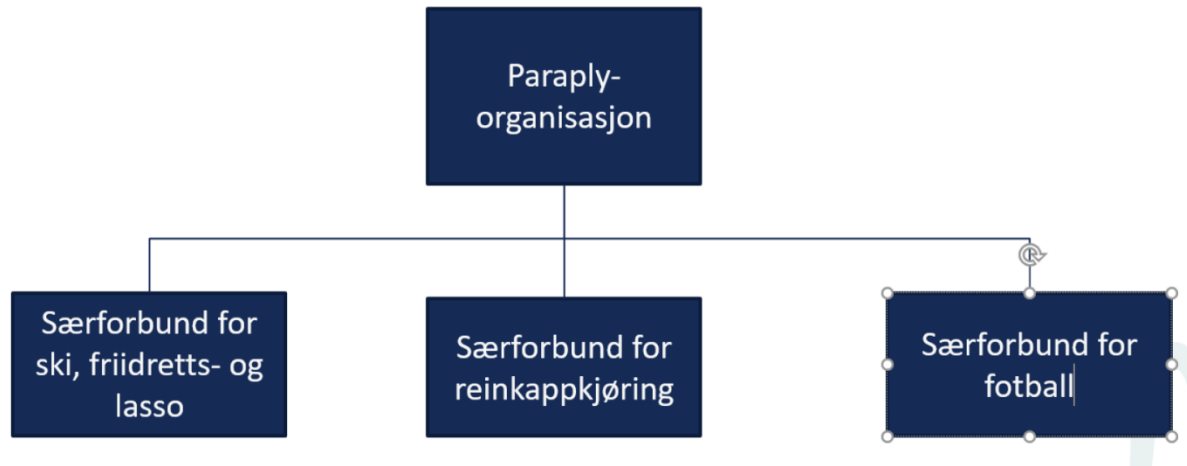 Paraply-
organisasjon
Særforbund for
ski, friidretts- og
lasso
Særforbund for
reinkappkjøring
Særforbund for
fotball